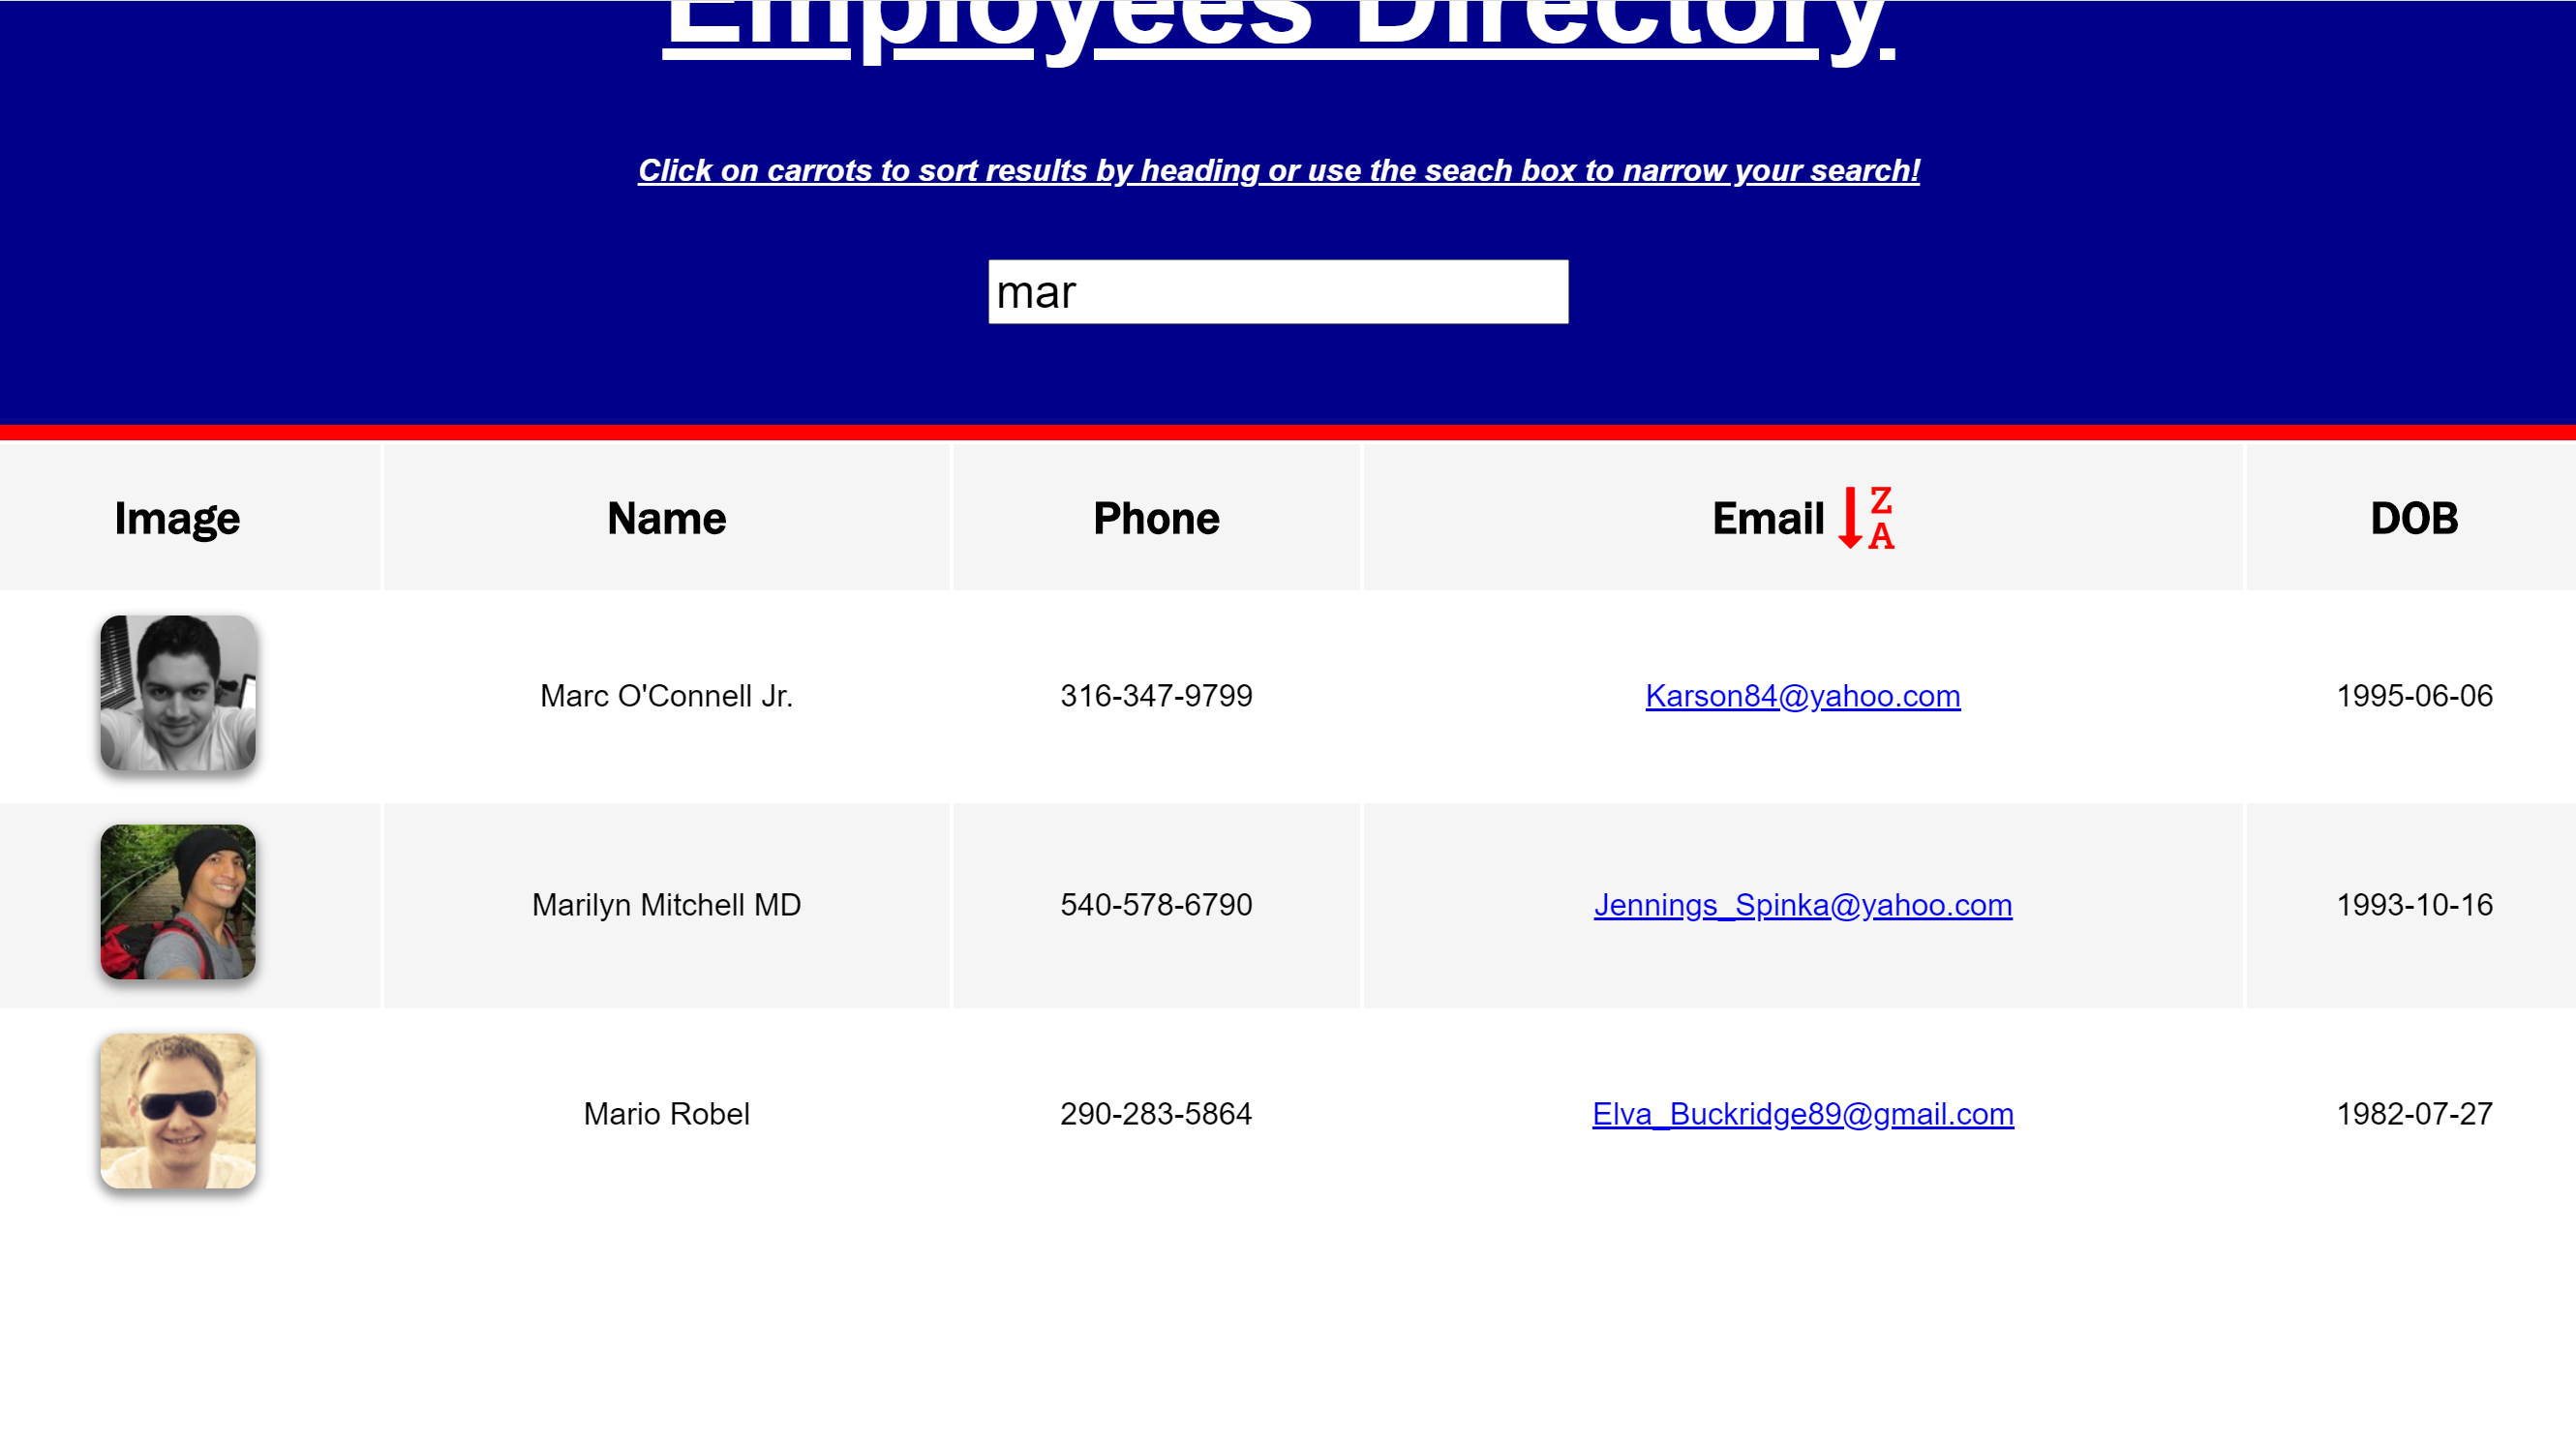 Employees Directory
Click on carrots to sort results by heading or use the seach box to narrow your search!
mar
Image Name Phone Email Z A DOB
Marc O'Connell Jr. 316-347-9799 Karson84@yahoo.com 1995-06-06
Marilyn Mitchell MD 540-578-6790 Jennings_Spinka@yahoo.com 1993-10-16
Mario Robel 290-283-5864 Elva_Buckridge89@gmail.com 1982-07-27